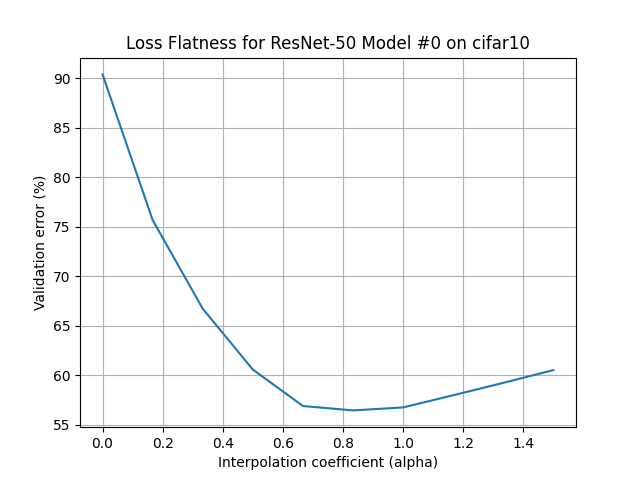 Loss Flatness for ResNet-50 Model #0 on cifar10
Validation error (%)
90
85
80
75
70
65
60
55
0.0 0.2 0.4 0.6 0.8 1.0 1.2 1.4
Interpolation coefficient (alpha)